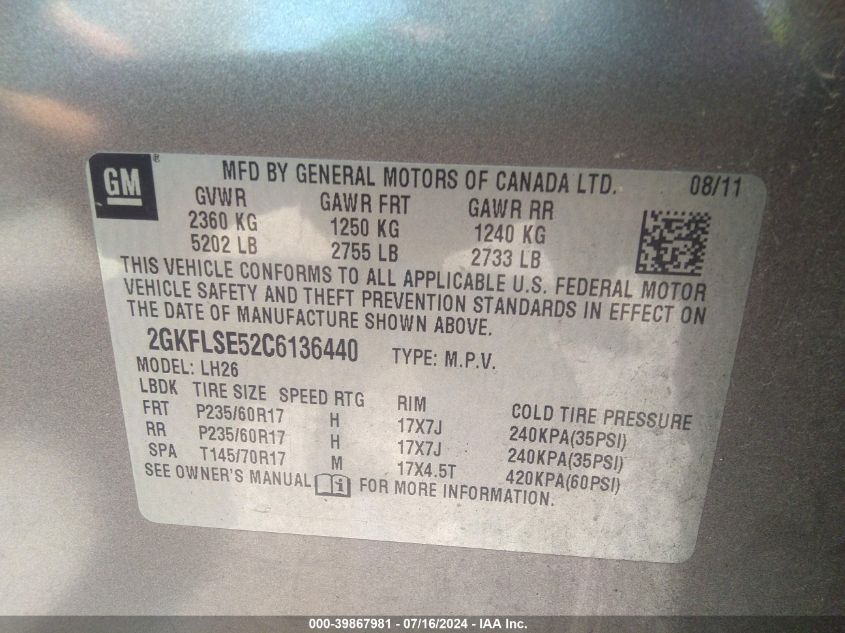 GM ® MFD BY GENERAL MOTORS OF CANADA LTD. 08/11
GVWR GAWR FRT GAWR RR
2360 KG 1250 KG 1240 KG
5202 LB 2755 LB 2733 LB
THIS VEHICLE CONFORMS TO ALL APPLICABLE U.S. FEDERAL MOTOR
VEHICLE SAFETY AND THEFT PREVENTION STANDARDS IN EFFECT ON
THE DATE OF MANUFACTURE SHOWN ABOVE.
2GKFLSE52C6136440 TYPE: M.P.V.
MODEL: LH26
LBDK TIRE SIZE SPEED RTG RIM COLD TIRE PRESSURE
FRT P235/60R17 H 17X7J 240KPA(35PSI)
RR P235/60R17 H 17X7J 240KPA(35PSI)
SPA T145/70R17 M 17X4.5T 420KPA(60PSI)
SEE OWNER'S MANUAL i FOR MORE INFORMATION.
000-39867981 - 07/16/2024 - IAA Inc.